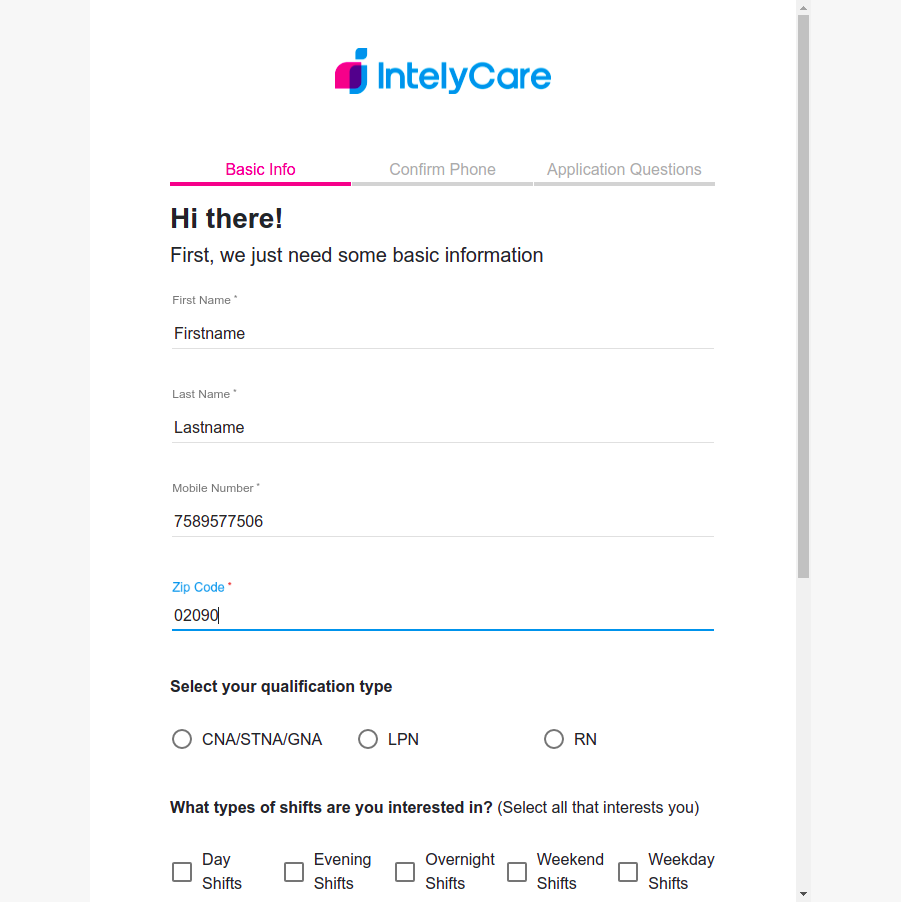 IntelyCare
Basic Info
Confirm Phone
Application Questions
Hi there!
First, we just need some basic information
First Name *
Firstname
Last Name *
Lastname
Mobile Number *
7589577506
Zip Code *
02090
Select your qualification type
CNA/STNA/GNA
LPN
RN
What types of shifts are you interested in? (Select all that interests you)
Day
Shifts
Evening
Shifts
Overnight
Shifts
Weekend
Shifts
Weekday
Shifts